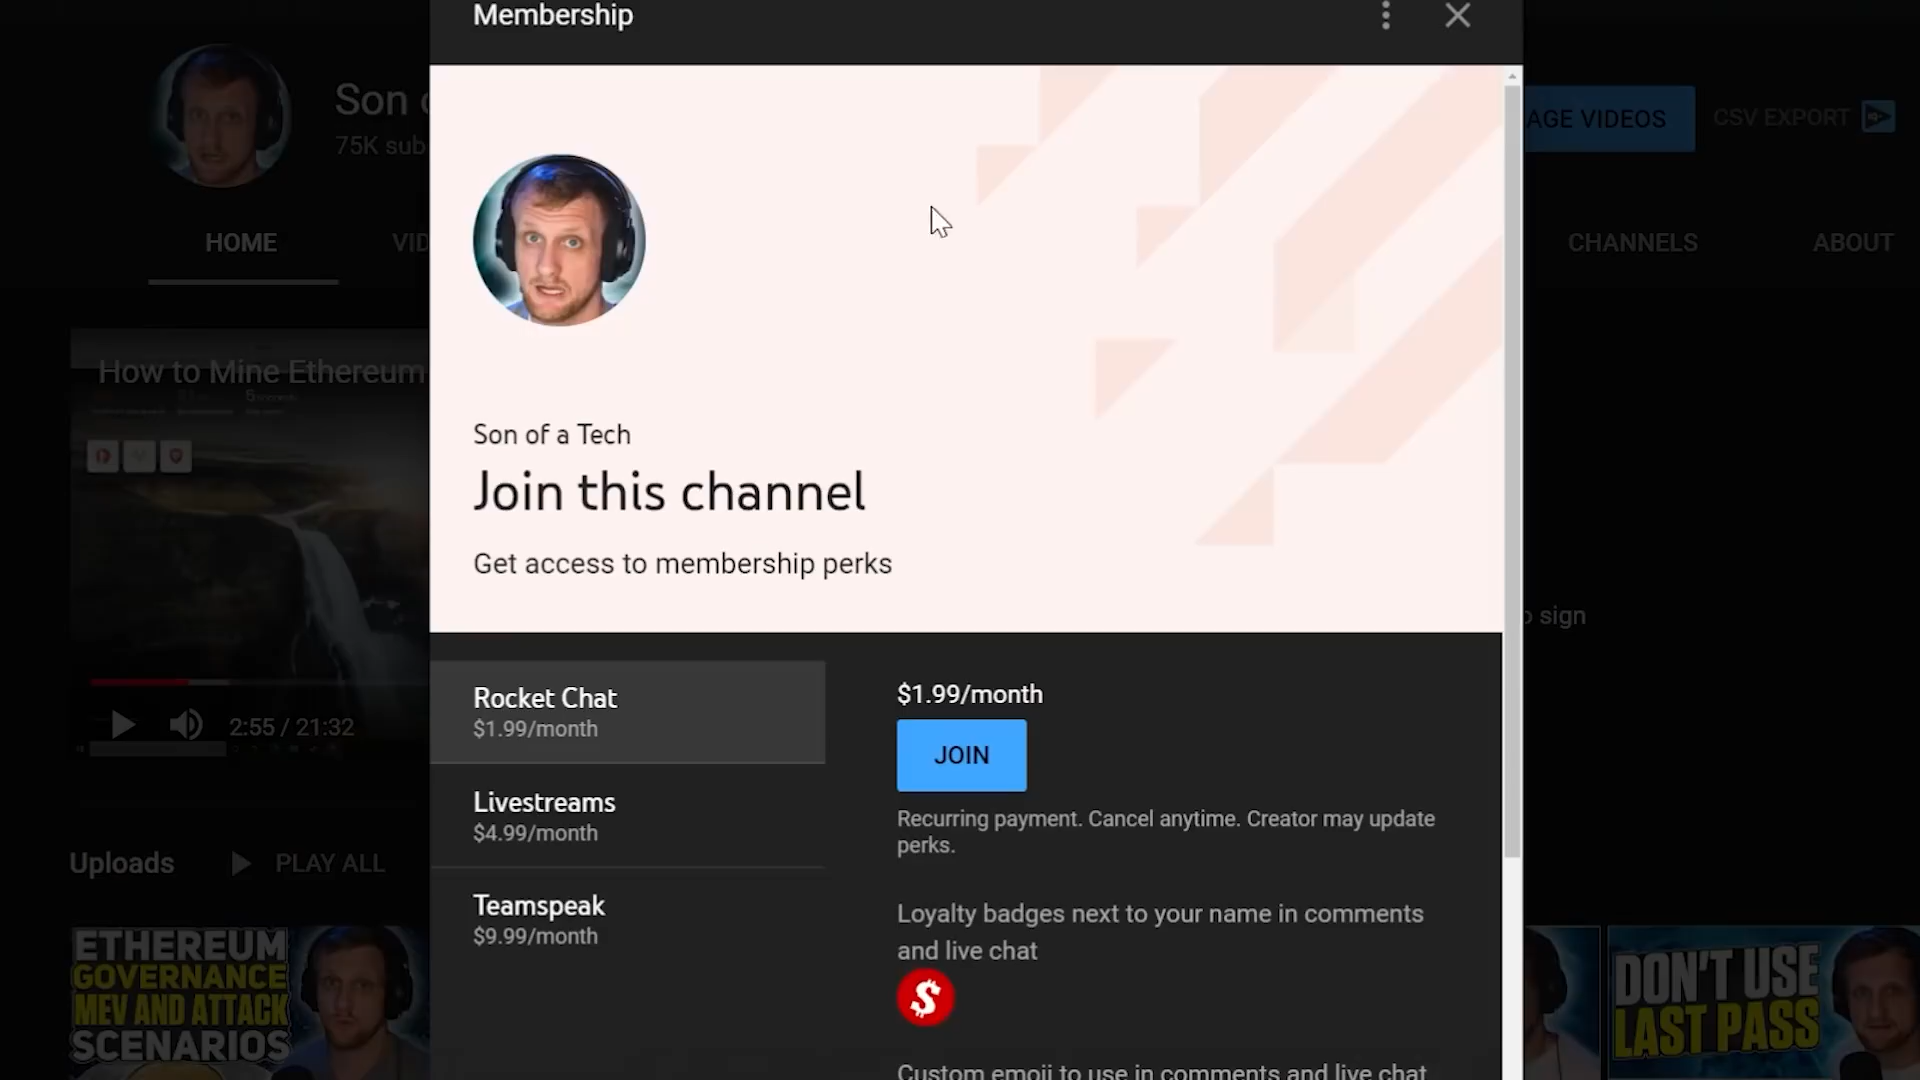 Membership
Son
75K sub
AGE VIDEOS
CSV EXPORT
HOME
VID
CHANNELS
ABOUT
How to Mine Ethereum
Son of a Tech
Join this channel
Get access to membership perks
sign
Rocket Chat
$1.99/month
$1.99/month
JOIN
2:55 / 21:32
Livestreams
$4.99/month
Recurring payment. Cancel anytime. Creator may update
perks.
Uploads
PLAY ALL
Teamspeak
$9.99/month
Loyalty badges next to your name in comments
and live chat
$
ETHEREUM
GOVERNANCE
MEV AND ATTACK
SCENARIOS
DON'T USE
LAST PASS
Custom emoji to use in comments and live chat